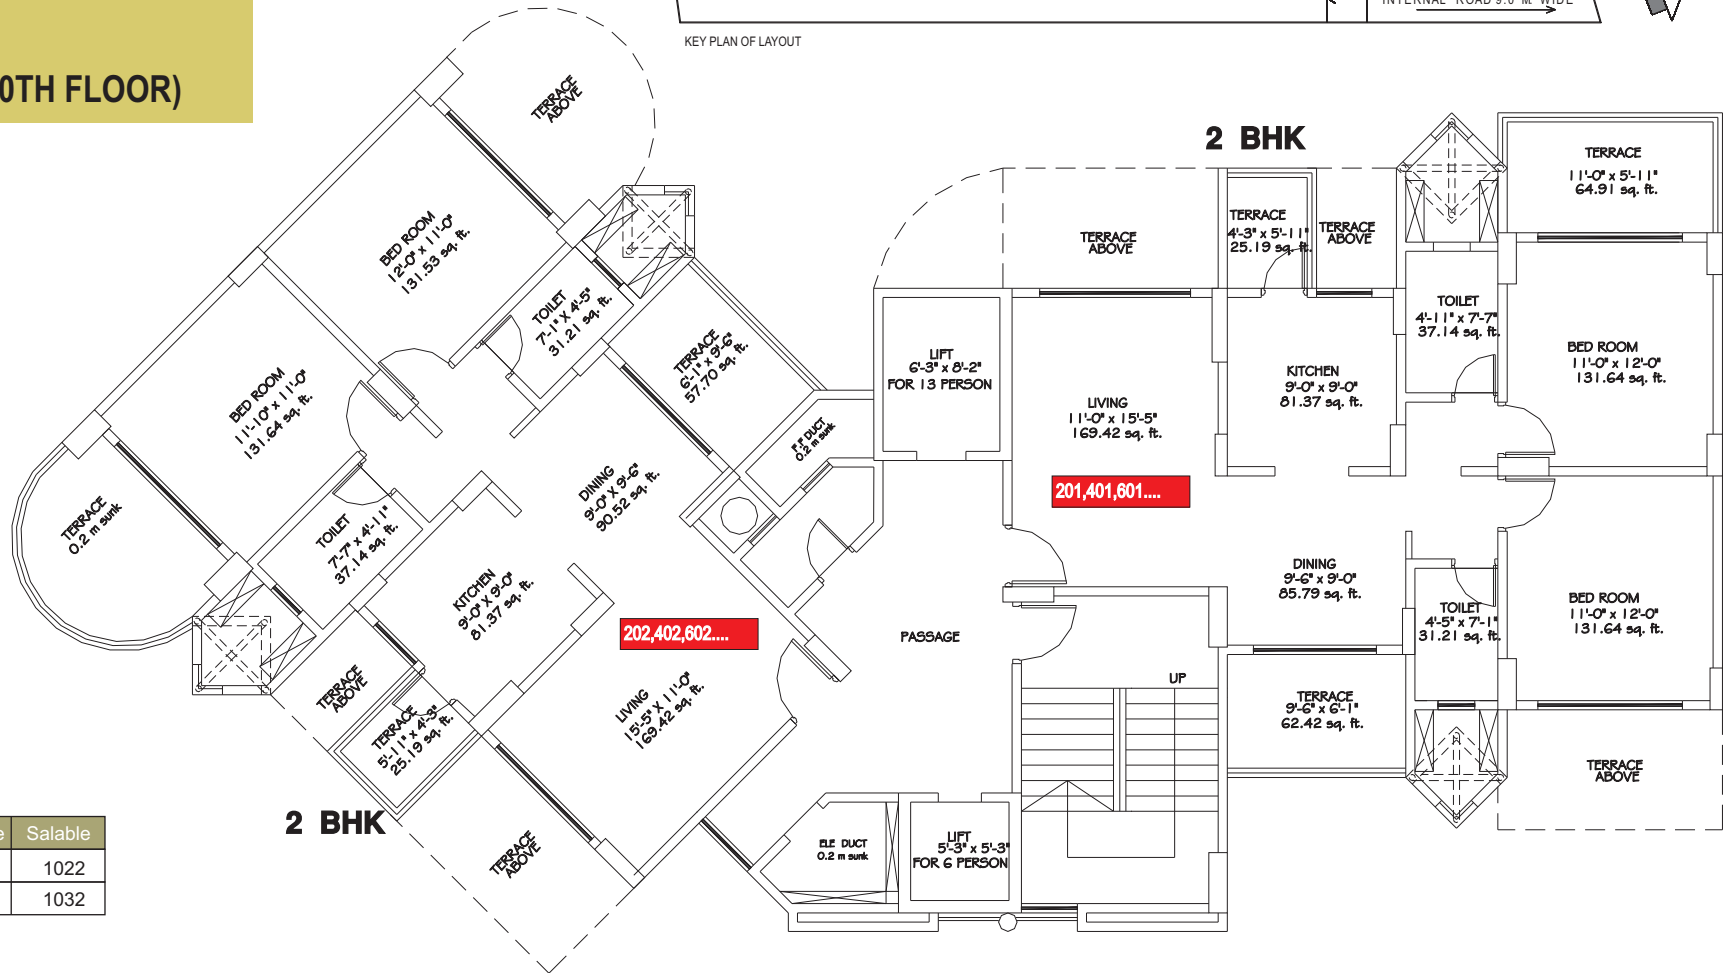 0TH FLOOR)
INTERNAL ROAD 9.0 M. WIDE
KEY PLAN OF LAYOUT
2 BHK
TERRACE
ABOVE
TERRACE
11'-0" x 5'-11"
64.91 sq. ft.
BED ROOM
12'-0" x 11'-0"
131.53 sq. ft.
TERRACE
ABOVE
TERRACE
4'-3" x 5'-11"
25.19 sq. ft.
TERRACE
ABOVE
TOILET
7'-1" X 4'-5"
31.21 sq. ft.
TOILET
4'-11" x 7'-7"
37.14 sq. ft.
TERRACE
6'-1" x 9'-6"
57.70 sq. ft.
LIFT
6'-3" x 8'-2"
FOR 13 PERSON
KITCHEN
9'-0" x 9'-0"
81.37 sq. ft.
BED ROOM
11'-0" x 12'-0"
131.64 sq. ft.
BED ROOM
11'-10" x 11'-0"
131.64 sq. ft.
LIVING
11'-0" x 15'-5"
169.42 sq. ft.
F.F DUCT
0.2 m sunk
DINING
9'-0" X 9'-6"
90.52 sq. ft.
201,401,601....
TERRACE
0.2 m sunk
TOILET
7'-7" x 4'-11"
37.14 sq. ft.
KITCHEN
9'-0" X 9'-0"
81.37 sq. ft.
DINING
9'-6" x 9'-0"
85.79 sq. ft.
TOILET
4'-5" x 7'-1"
31.21 sq. ft.
BED ROOM
11'-0" x 12'-0"
131.64 sq. ft.
202,402,602....
PASSAGE
UP
TERRACE
ABOVE
LIVING
15'-5" X 11'-0"
169.42 sq. ft.
TERRACE
5'-11" x 4'-3"
25.19 sq. ft.
TERRACE
9'-6" x 6'-1"
62.42 sq. ft.
TERRACE
ABOVE
2 BHK
TERRACE
ABOVE
ELE DUCT
0.2 m sunk
LIFT
5'-3" x 5'-3"
FOR 6 PERSON
e Salable
1022
1032